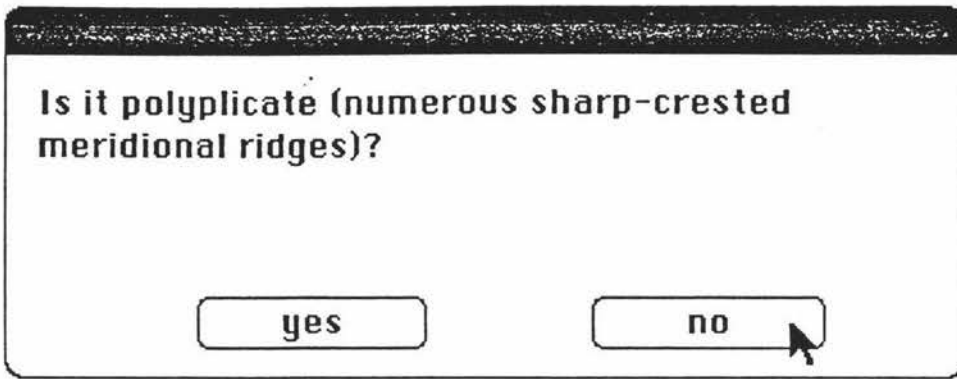 Is it polyplicate (numerous sharp-crested
meridional ridges)?
yes
no